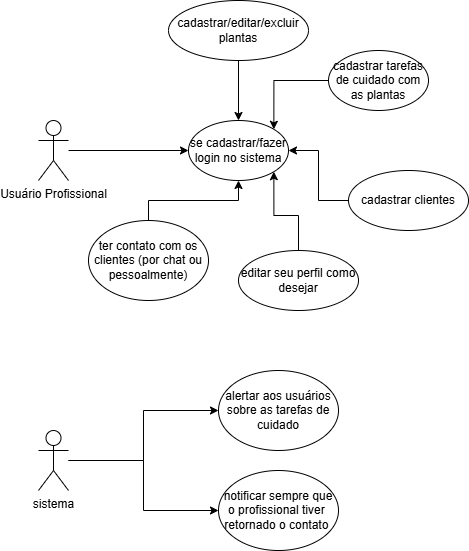 cadastrar/editar/excluir
plantas
cadastrar tarefas
de cuidado com
as plantas
se cadastrar/fazer
login no sistema
Usuário Profissional
cadastrar clientes
ter contato com os
clientes (por chat ou
pessoalmente)
editar seu perfil como
desejar
alertar aos usuários
sobre as tarefas de
cuidado
sistema
notificar sempre que
o profissional tiver
retornado o contato